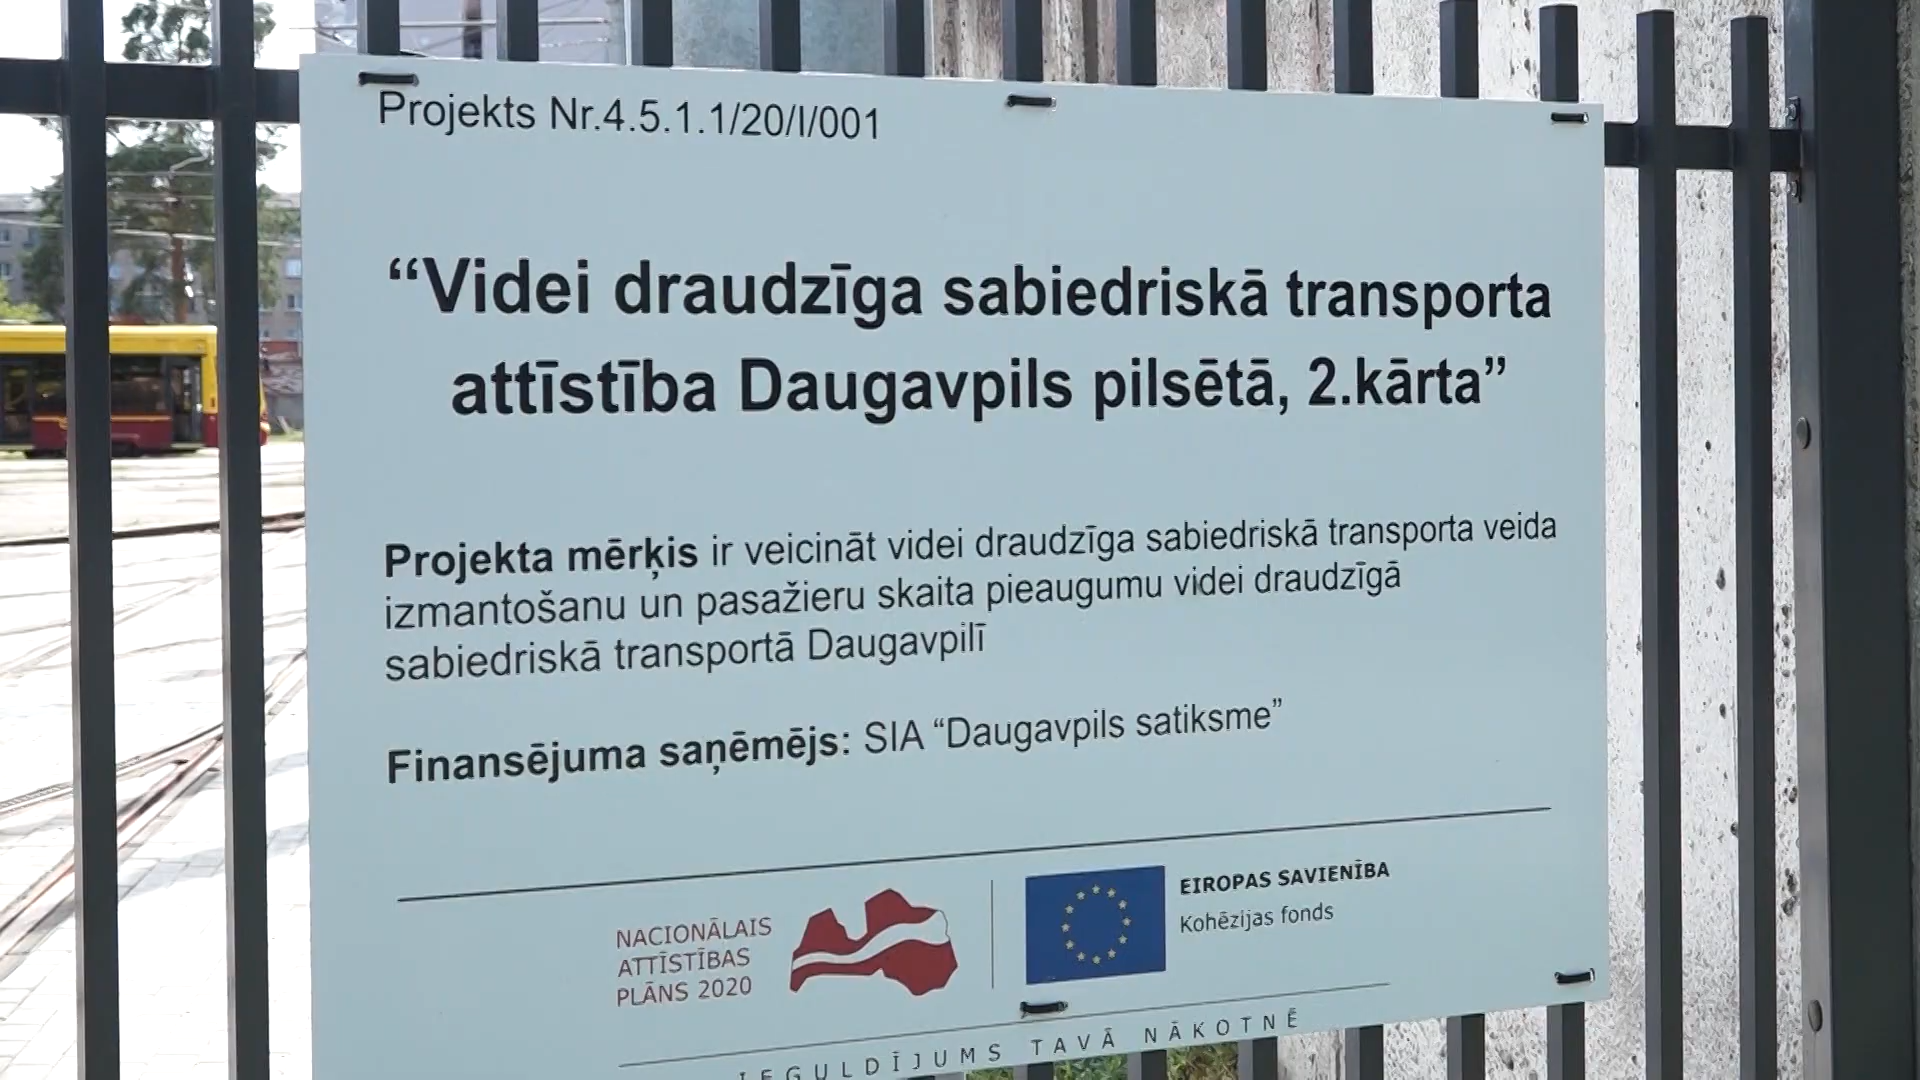 Projekts Nr.4.5.1.1/20/I/001
“Videi draudzīga sabiedriskā transporta
attīstība Daugavpils pilsētā, 2.kārta”
Projekta mērķis ir veicināt videi draudzīga sabiedriskā transporta veida
izmantošanu un pasažieru skaita pieaugumu videi draudzīgā
sabiedriskā transportā Daugavpilī
Finansējuma saņēmējs: SIA “Daugavpils satiksme”
NACIONĀLAIS
ATTĪSTĪBAS
PLĀNS 2020
EIROPAS SAVIENĪBA
Kohēzijas fonds
IEGULDĪJUMS TAVĀ NĀKOTNĒ